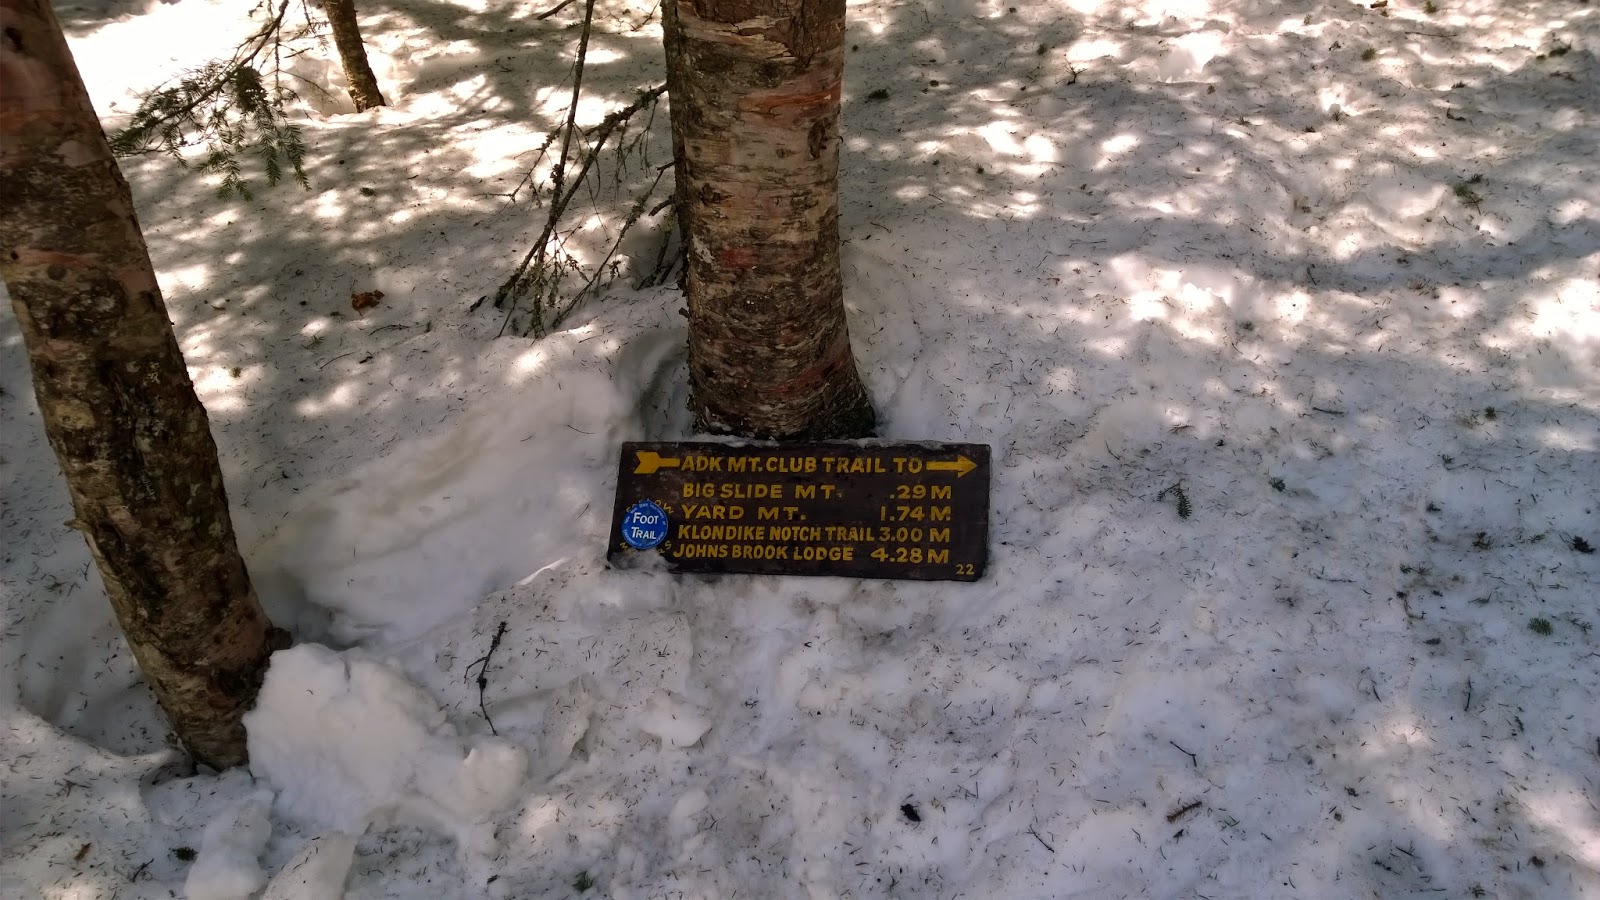 ADK MT. CLUB TRAIL TO
BIG SLIDE MT. .29 M
YARD MT. 1.74 M
KLONDIKE NOTCH TRAIL 3.00 M
JOHNS BROOK LODGE 4.28 M
22
FOLLOW
FOOT
TRAIL